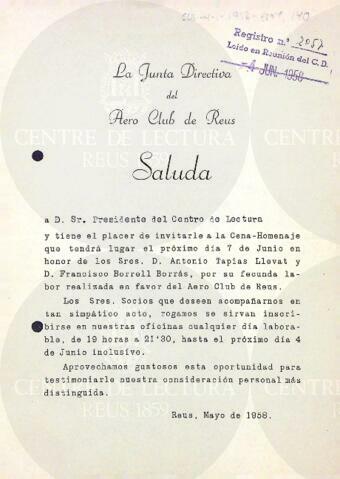 Registro n.º 2057
Leído en Reunión del C.D.
-4 JUN. 1958
La Junta Directiva
del
Aero Club de Reus
CENTRE DE LECTURA
REUS 1859
Saluda
a D. Sr. Presidente del Centro de Lectura
y tiene el placer de invitarle a la Cena-Homenaje
que tendrá lugar el próximo día 7 de Junio en
honor de los Sres. D. Antonio Tapias Llevat y
D. Francisco Borrell Borrás, por su fecunda la-
bor realizada en favor del Aero Club de Reus.
Los Sres. Socios que deseen acompañarnos en
tan simpático acto, rogamos se sirvan inscri-
birse en nuestras oficinas cualquier día labora-
ble, de 19 horas a 21'30, hasta el próximo día 4
de Junio inclusivo.
Aprovechamos gustosos esta oportunidad para
testimoniarle nuestra consideración personal más
distinguida.
Reus, Mayo de 1958.